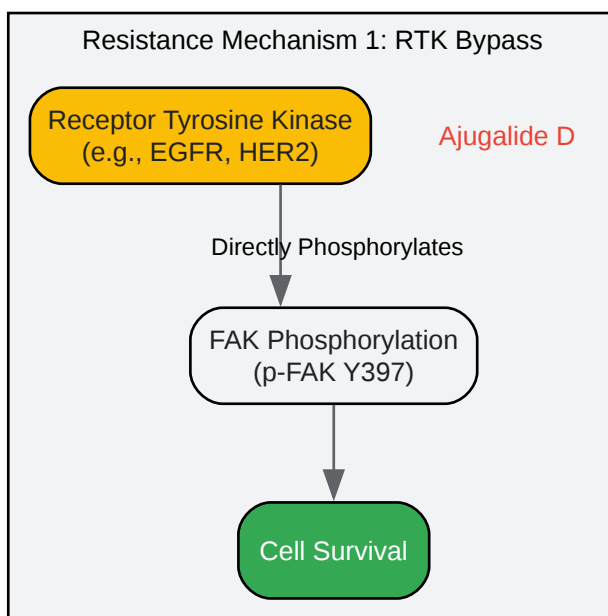 Resistance Mechanism 1: RTK Bypass
Receptor Tyrosine Kinase
(e.g., EGFR, HER2)
Ajugalide D
Directly Phosphorylates
FAK Phosphorylation
(p-FAK Y397)
Cell Survival